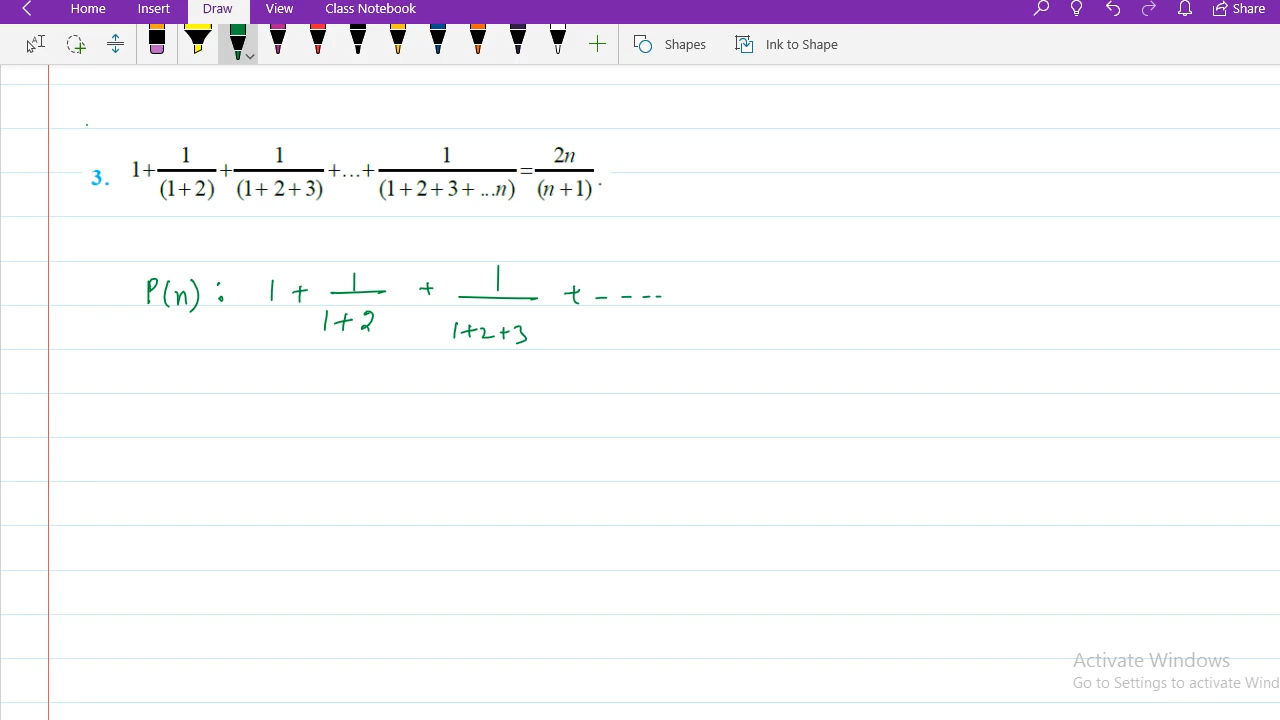 Home Insert Draw View Class Notebook Share
Shapes Ink to Shape
3. 1+1/(1+2)+1/(1+2+3)+...+1/(1+2+3+...n)=2n/(n+1).
P(n): 1 + 1/1+2 + 1/1+2+3 + - - - - -
Activate Windows
Go to Settings to activate Wind